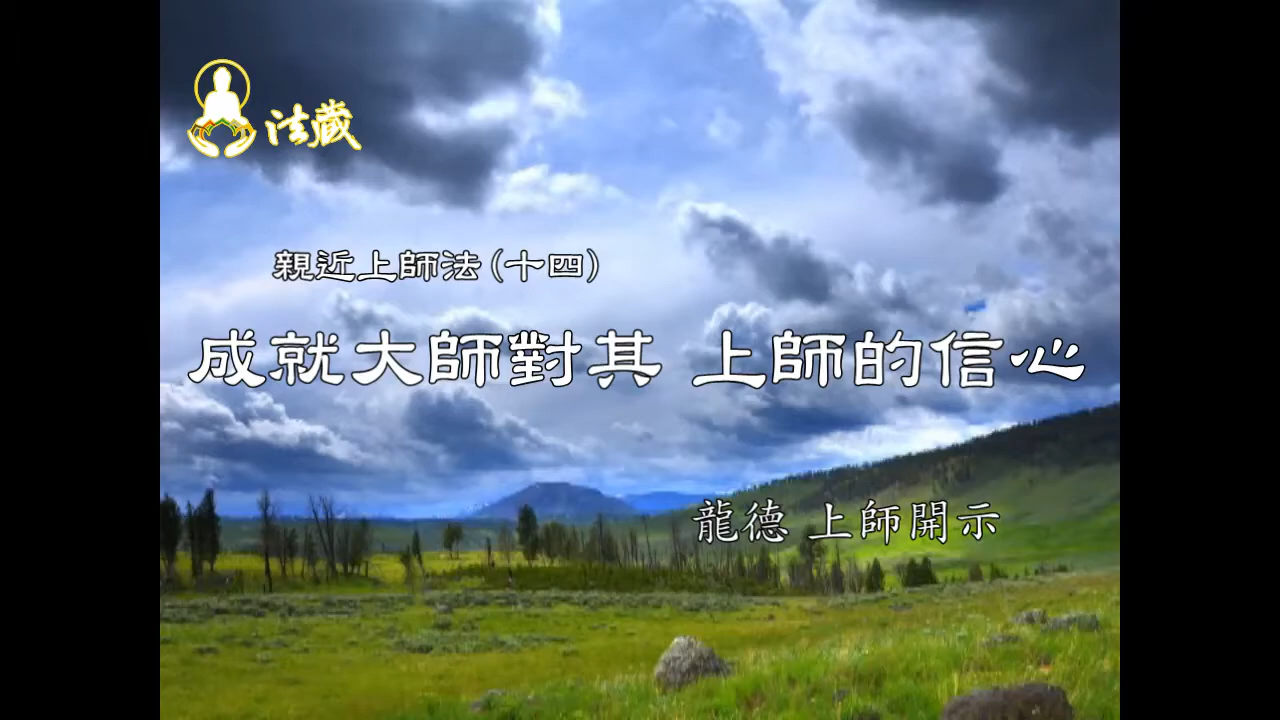 法藏
親近上師法(十四)
成就大師對其 上師的信心
龍德 上師開示